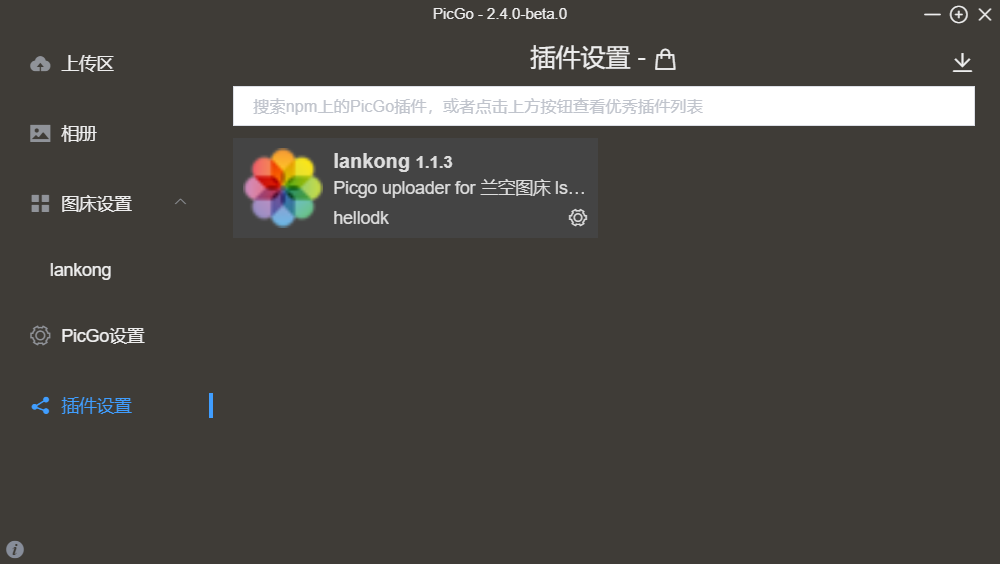 PicGo - 2.4.0-beta.0
上传区
相册
图床设置
lankong
PicGo设置
插件设置
插件设置 -
搜索npm上的PicGo插件，或者点击上方按钮查看优秀插件列表
lankong 1.1.3
Picgo uploader for 兰空图床 ls...
hellodk